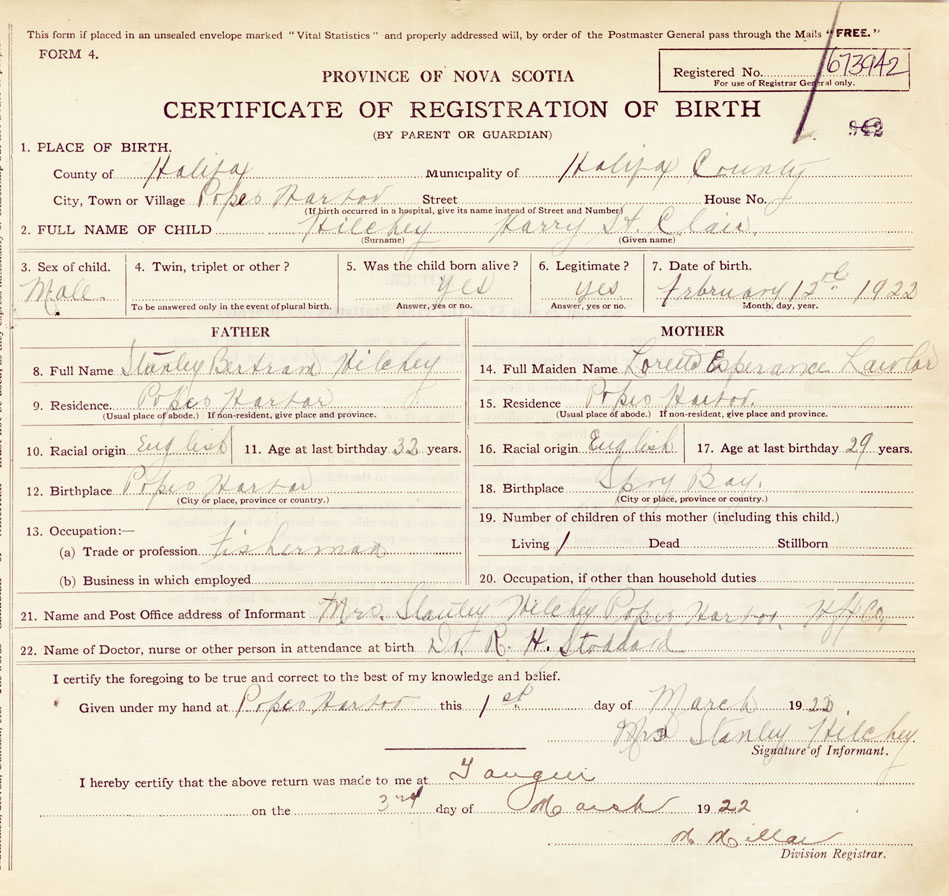 This form if placed in an unsealed envelope marked "Vital Statistics" and properly addressed will, by order of the Postmaster General pass through the Mails "FREE."
FORM 4.
Registered No. 673942
For use of Registrar General only.
PROVINCE OF NOVA SCOTIA
CERTIFICATE OF REGISTRATION OF BIRTH
942
(BY PARENT OR GUARDIAN)
1. PLACE OF BIRTH.
County of Halifax Municipality of Halifax County
City, Town or Village Popes Harbor Street House No.
(If birth occurred in a hospital, give its name instead of Street and Number)
2. FULL NAME OF CHILD Hilchey Harry St. Clair.
(Surname) (Given name)
3. Sex of child. 4. Twin, triplet or other? 5. Was the child born alive? 6. Legitimate? 7. Date of birth.
Male. yes yes. February 12 1922
To be answered only in the event of plural birth. Answer, yes or no. Answer, yes or no. Month, day, year.
FATHER MOTHER
8. Full Name Stanley Bertram Hilchey 14. Full Maiden Name Esperance Lawlor
9. Residence. Popes Harbor 15. Residence Popes Harbor.
(Usual place of abode.) If non-resident, give place and province. (Usual place of abode.) If non-resident, give place and province.
10. Racial origin English 11. Age at last birthday 32 years. 16. Racial origin English 17. Age at last birthday 29 years.
12. Birthplace Popes Harbor 18. Birthplace Spry Bay.
(City or place, province or country.) (City or place, province or country.)
13. Occupation:— 19. Number of children of this mother (including this child.)
(a) Trade or profession Fisherman Living 1 Dead Stillborn
(b) Business in which employed 20. Occupation, if other than household duties
21. Name and Post Office address of Informant Mrs. Stanley Hilchey Popes Harbor. Hfx Co,
22. Name of Doctor, nurse or other person in attendance at birth Dr. R. H. Stoddard
I certify the foregoing to be true and correct to the best of my knowledge and belief.
Given under my hand at Popes Harbor this 1st day of March 1922.
Mrs Stanley Hilchey.
Signature of Informant.
I hereby certify that the above return was made to me at Tangier
on the 3rd day of March 1922
M Millar
Division Registrar.